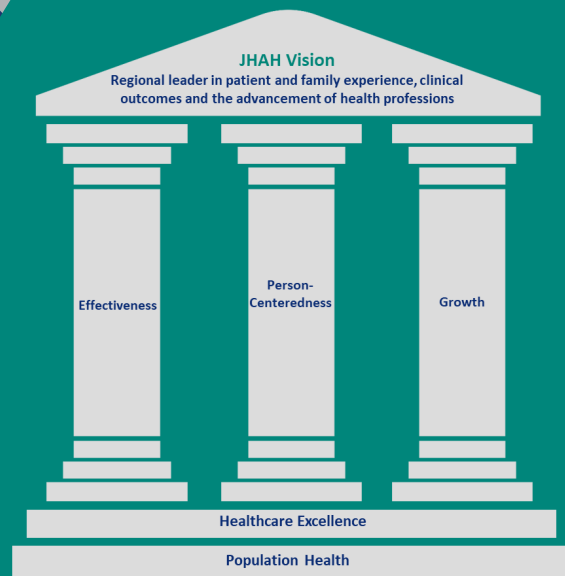 JHAH Vision
Regional leader in patient and family experience, clinical
outcomes and the advancement of health professions
Effectiveness
Person-
Centeredness
Growth
Healthcare Excellence
Population Health